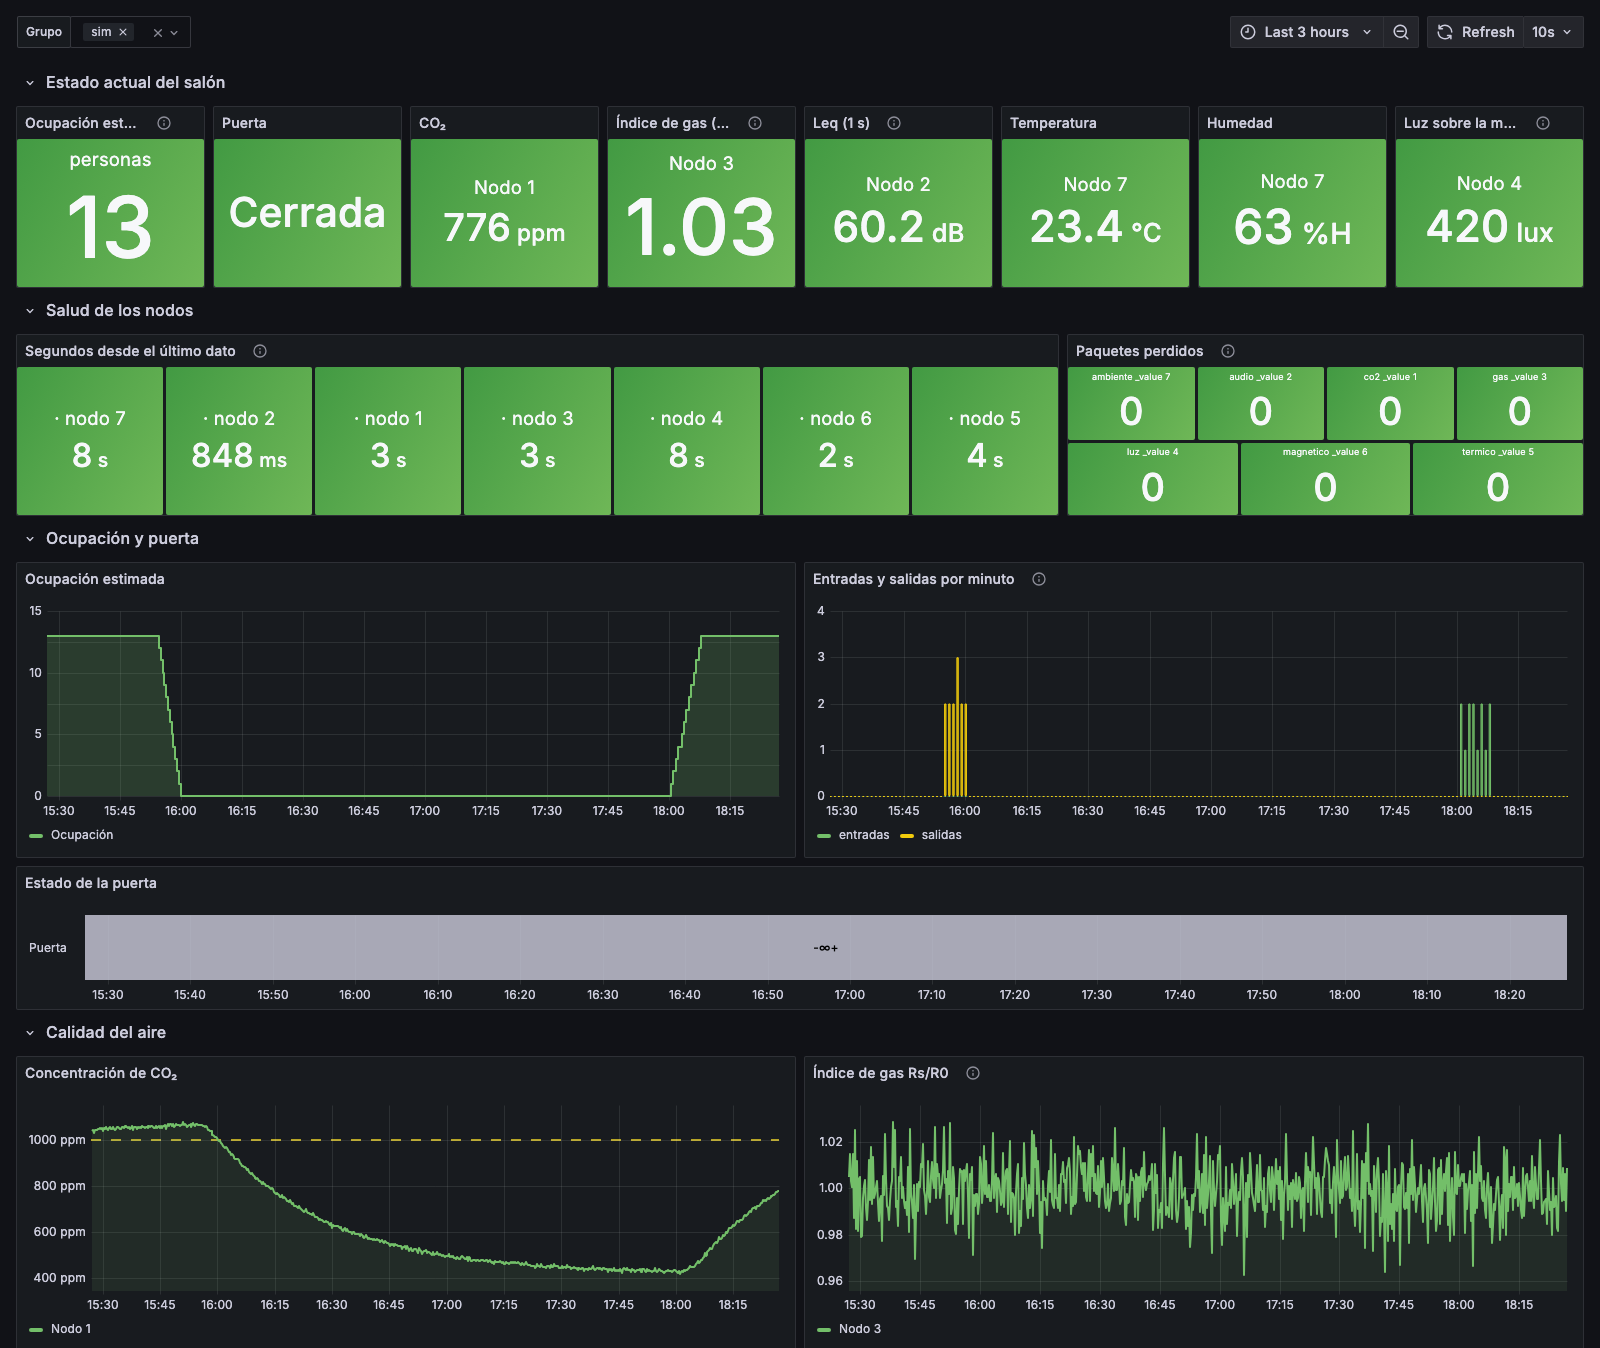 Grupo sim Last 3 hours Refresh 10s
Estado actual del salón
Ocupación est... Puerta CO₂ Índice de gas (... Leq (1 s) Temperatura Humedad Luz sobre la m...
personas
13
Cerrada
Nodo 1
776 ppm
Nodo 3
1.03
Nodo 2
60.2 dB
Nodo 7
23.4 °C
Nodo 7
63 %H
Nodo 4
420 lux
Salud de los nodos
Segundos desde el último dato
· nodo 7
8 s
· nodo 2
848 ms
· nodo 1
3 s
· nodo 3
3 s
· nodo 4
8 s
· nodo 6
2 s
· nodo 5
4 s
Paquetes perdidos
ambiente _value 7
0
audio _value 2
0
co2 _value 1
0
gas _value 3
0
luz _value 4
0
magnetico _value 6
0
termico _value 5
0
Ocupación y puerta
Ocupación estimada
15
10
5
0
15:30 15:45 16:00 16:15 16:30 16:45 17:00 17:15 17:30 17:45 18:00 18:15
Ocupación
Entradas y salidas por minuto
4
3
2
1
0
15:30 15:45 16:00 16:15 16:30 16:45 17:00 17:15 17:30 17:45 18:00 18:15
entradas salidas
Estado de la puerta
Puerta -∞+
15:30 15:40 15:50 16:00 16:10 16:20 16:30 16:40 16:50 17:00 17:10 17:20 17:30 17:40 17:50 18:00 18:10 18:20
Calidad del aire
Concentración de CO₂
1000 ppm
800 ppm
600 ppm
400 ppm
15:30 15:45 16:00 16:15 16:30 16:45 17:00 17:15 17:30 17:45 18:00 18:15
Nodo 1
Índice de gas Rs/R0
1.02
1.00
0.98
0.96
15:30 15:45 16:00 16:15 16:30 16:45 17:00 17:15 17:30 17:45 18:00 18:15
Nodo 3